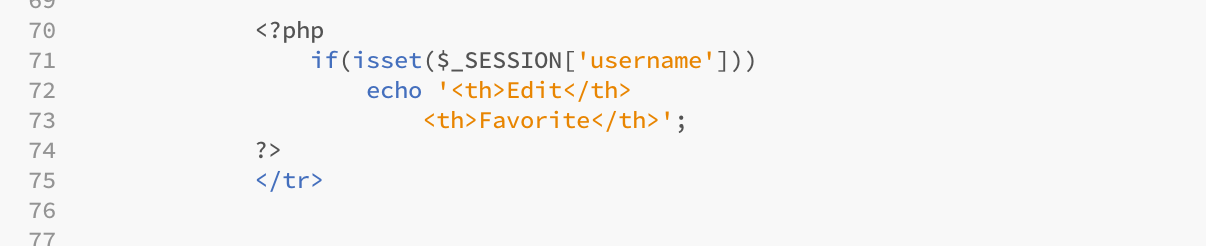 69
70 <?php
71 if(isset($_SESSION['username']))
72 echo '<th>Edit</th>
73 <th>Favorite</th>';
74 ?>
75 </tr>
76
77